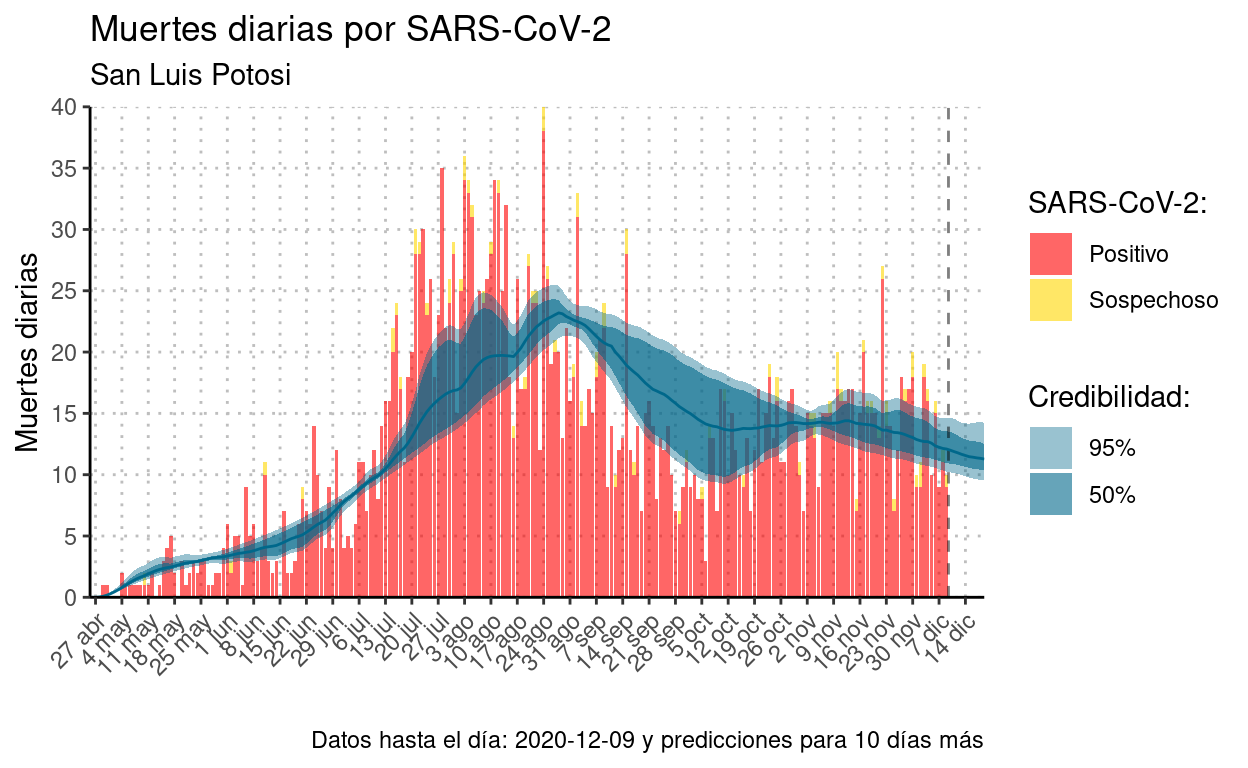 Muertes diarias por SARS-CoV-2
San Luis Potosi
Muertes diarias
40
35
30
25
20
15
10
5
0
27 abr
4 may
11 may
18 may
25 may
1 jun
8 jun
15 jun
22 jun
29 jun
6 jul
13 jul
20 jul
27 jul
3 ago
10 ago
17 ago
24 ago
31 ago
7 sep
14 sep
21 sep
28 sep
5 oct
12 oct
19 oct
26 oct
2 nov
9 nov
16 nov
23 nov
30 nov
7 dic
14 dic
SARS-CoV-2:
Positivo
Sospechoso
Credibilidad:
95%
50%
Datos hasta el día: 2020-12-09 y predicciones para 10 días más